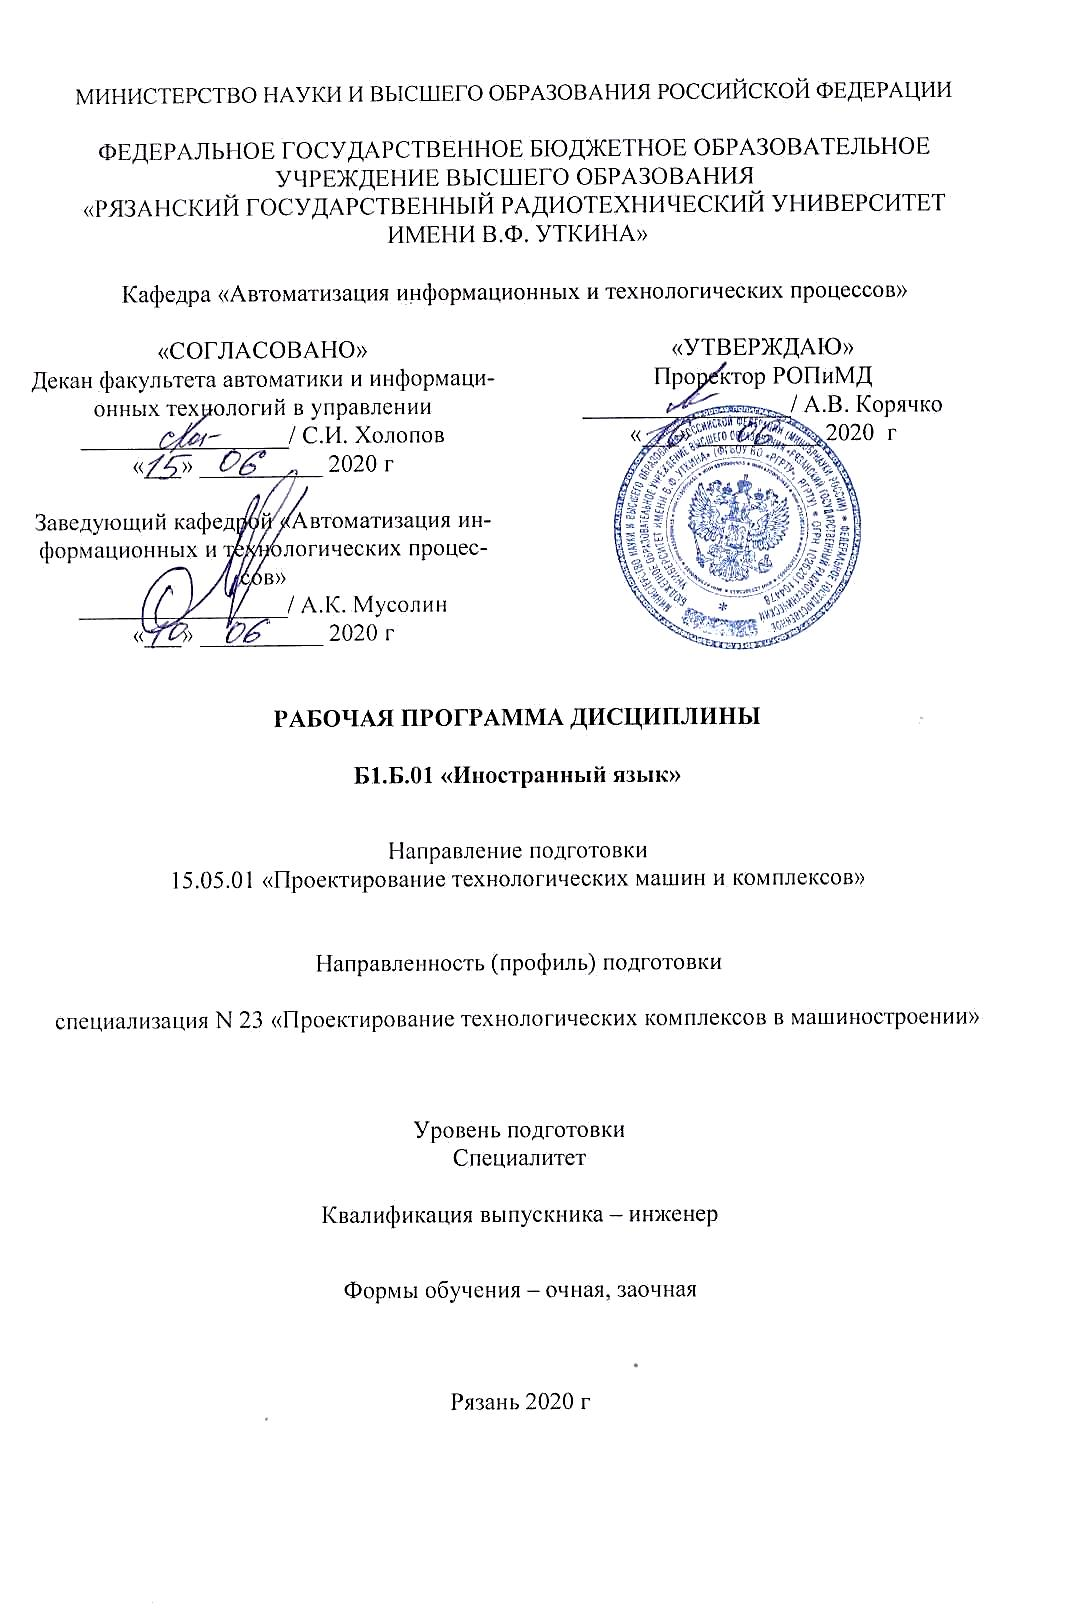 МИНИСТЕРСТВО НАУКИ И ВЫСШЕГО ОБРАЗОВАНИЯ РОССИЙСКОЙ ФЕДЕРАЦИИ
ФЕДЕРАЛЬНОЕ ГОСУДАРСТВЕННОЕ БЮДЖЕТНОЕ ОБРАЗОВАТЕЛЬНОЕ
УЧРЕЖДЕНИЕ ВЫСШЕГО ОБРАЗОВАНИЯ
«РЯЗАНСКИЙ ГОСУДАРСТВЕННЫЙ РАДИОТЕХНИЧЕСКИЙ УНИВЕРСИТЕТ
ИМЕНИ В.Ф. УТКИНА»
Кафедра «Автоматизация информационных и технологических процессов»
«СОГЛАСОВАНО»
Декан факультета автоматики и информаци-
онных технологий в управлении
/ С.И. Холопов
«15» 06 2020 г
Заведующий кафедрой «Автоматизация ин-
формационных и технологических процес-
сов»
/ А.К. Мусолин
«10» 06 2020 г
«УТВЕРЖДАЮ»
Проректор РОПиМД
/ А.В. Корячко
« » 06 2020 г
РАБОЧАЯ ПРОГРАММА ДИСЦИПЛИНЫ
Б1.Б.01 «Иностранный язык»
Направление подготовки
15.05.01 «Проектирование технологических машин и комплексов»
Направленность (профиль) подготовки
специализация N 23 «Проектирование технологических комплексов в машиностроении»
Уровень подготовки
Специалитет
Квалификация выпускника – инженер
Формы обучения – очная, заочная
Рязань 2020 г